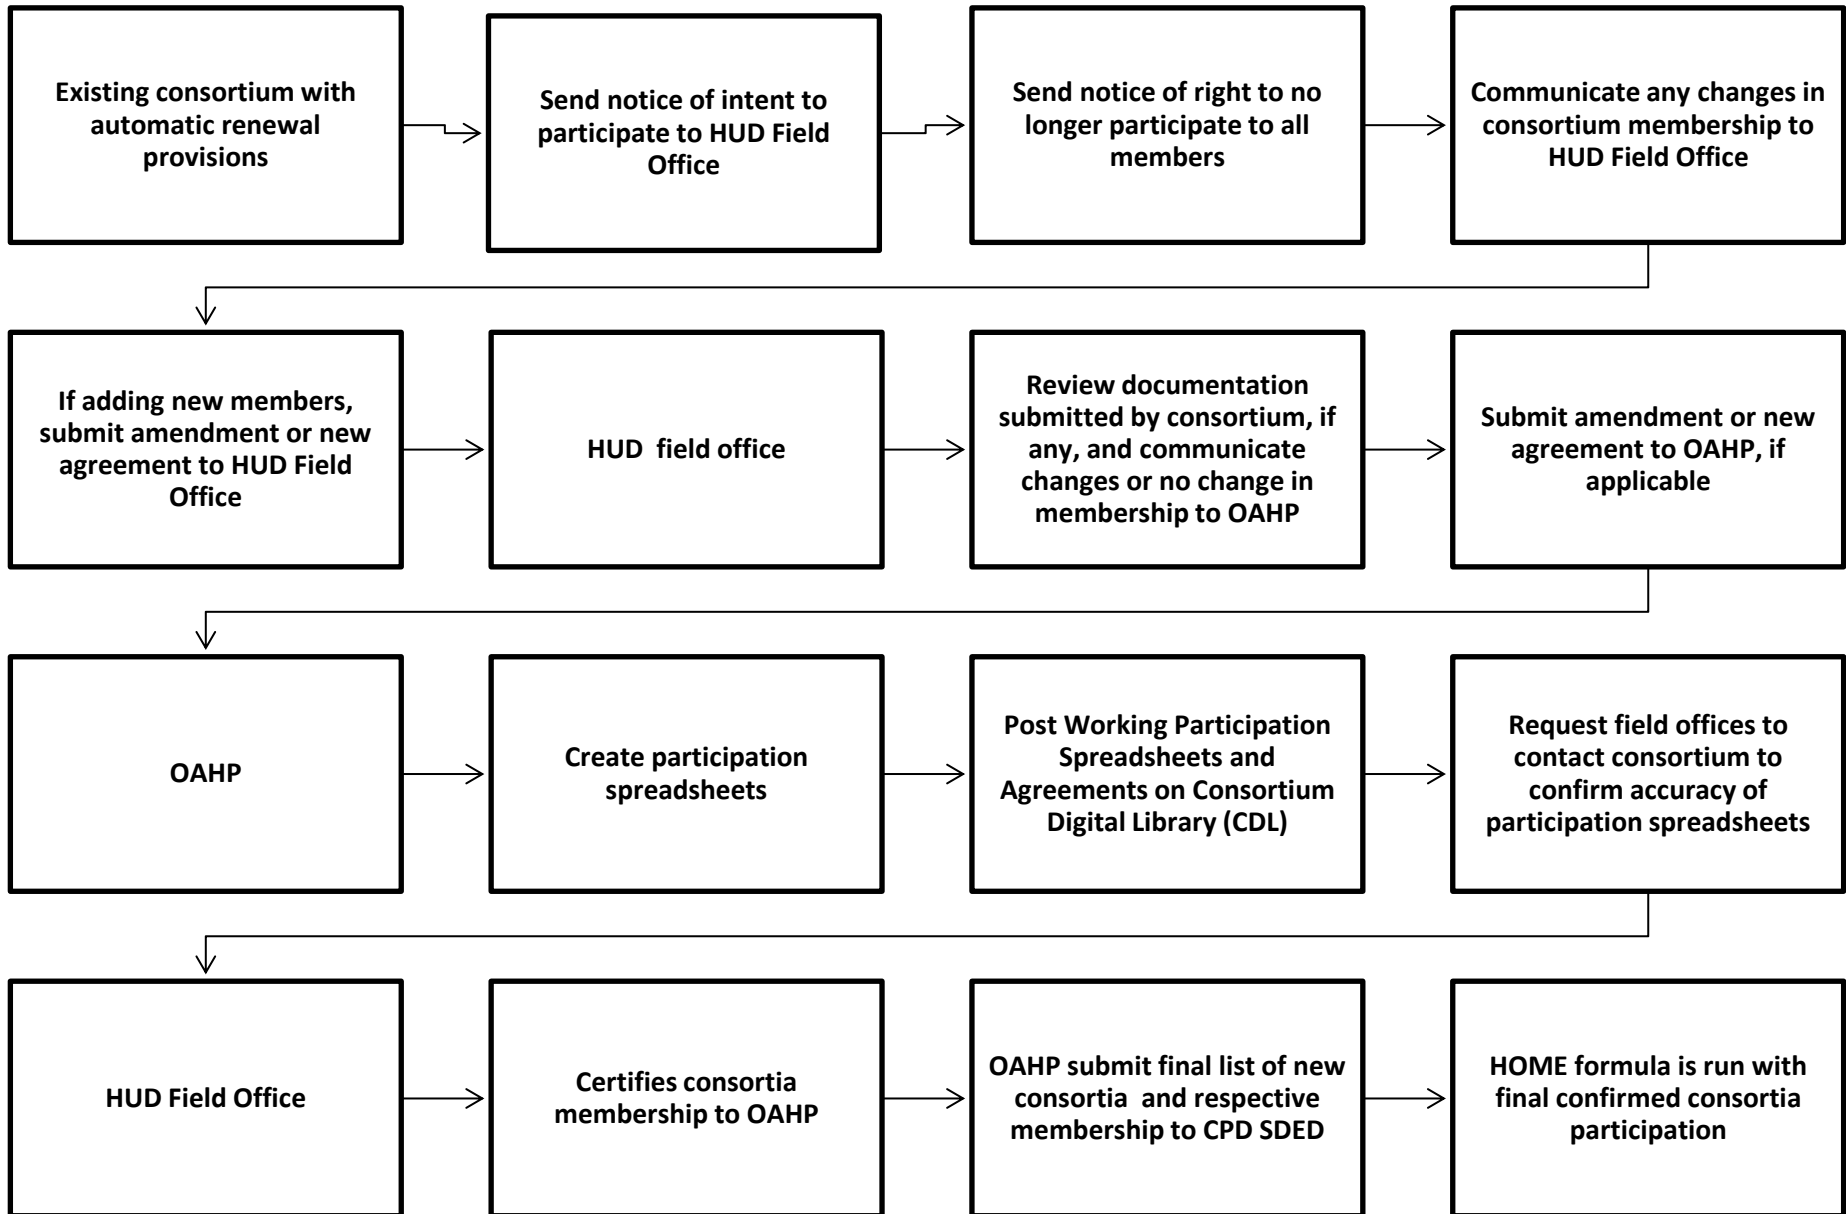 Existing consortium with
automatic renewal
provisions
Send notice of intent to
participate to HUD Field
Office
Send notice of right to no
longer participate to all
members
Communicate any changes in
consortium membership to
HUD Field Office
If adding new members,
submit amendment or new
agreement to HUD Field
Office
HUD field office
Review documentation
submitted by consortium, if
any, and communicate
changes or no change in
membership to OAHP
Submit amendment or new
agreement to OAHP, if
applicable
OAHP
Create participation
spreadsheets
Post Working Participation
Spreadsheets and
Agreements on Consortium
Digital Library (CDL)
Request field offices to
contact consortium to
confirm accuracy of
participation spreadsheets
HUD Field Office
Certifies consortia
membership to OAHP
OAHP submit final list of new
consortia and respective
membership to CPD SDED
HOME formula is run with
final confirmed consortia
participation